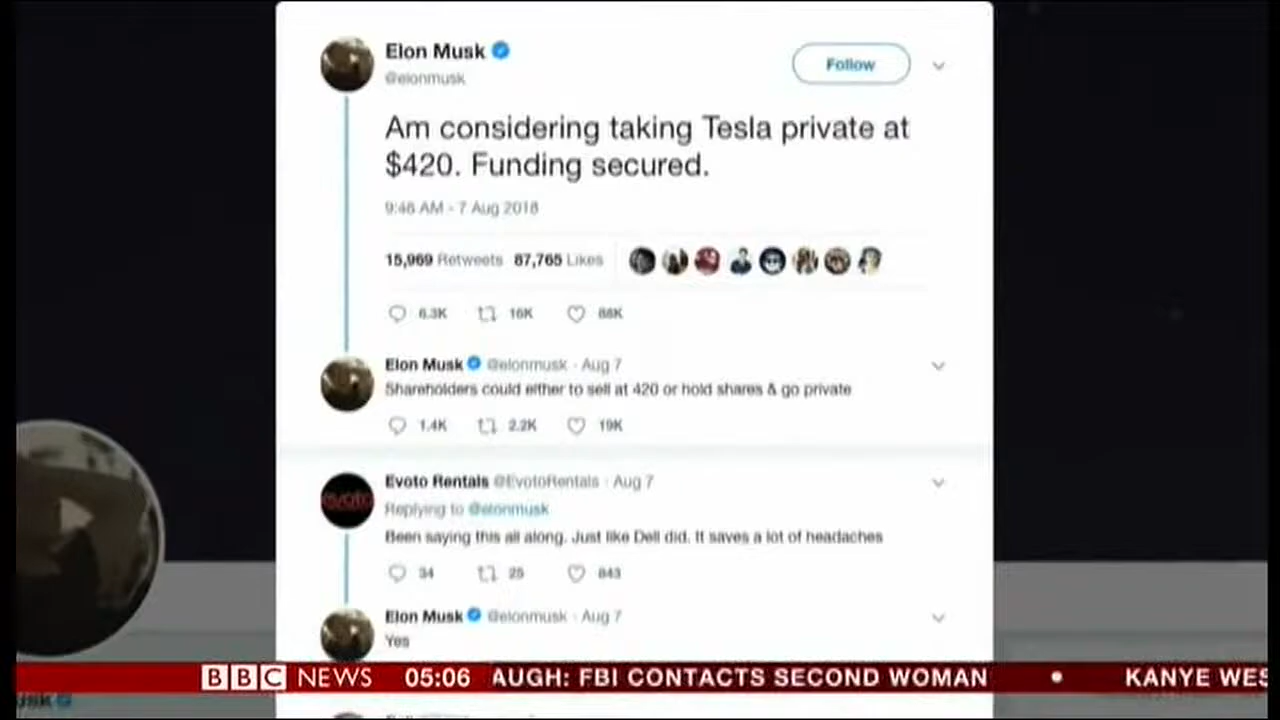 Elon Musk
@elonmusk
Follow
Am considering taking Tesla private at
$420. Funding secured.
9:48 AM - 7 Aug 2018
15,969 Retweets 87,765 Likes
6.3K 16K 88K
Elon Musk @elonmusk · Aug 7
Shareholders could either to sell at 420 or hold shares & go private
1.4K 2.2K 19K
Evoto Rentals @EvotoRentals · Aug 7
evoto
Replying to @elonmusk
Been saying this all along. Just like Dell did. It saves a lot of headaches
34 25 843
Elon Musk @elonmusk · Aug 7
Yes
BBC NEWS 05:06 AUGH: FBI CONTACTS SECOND WOMAN • KANYE WES